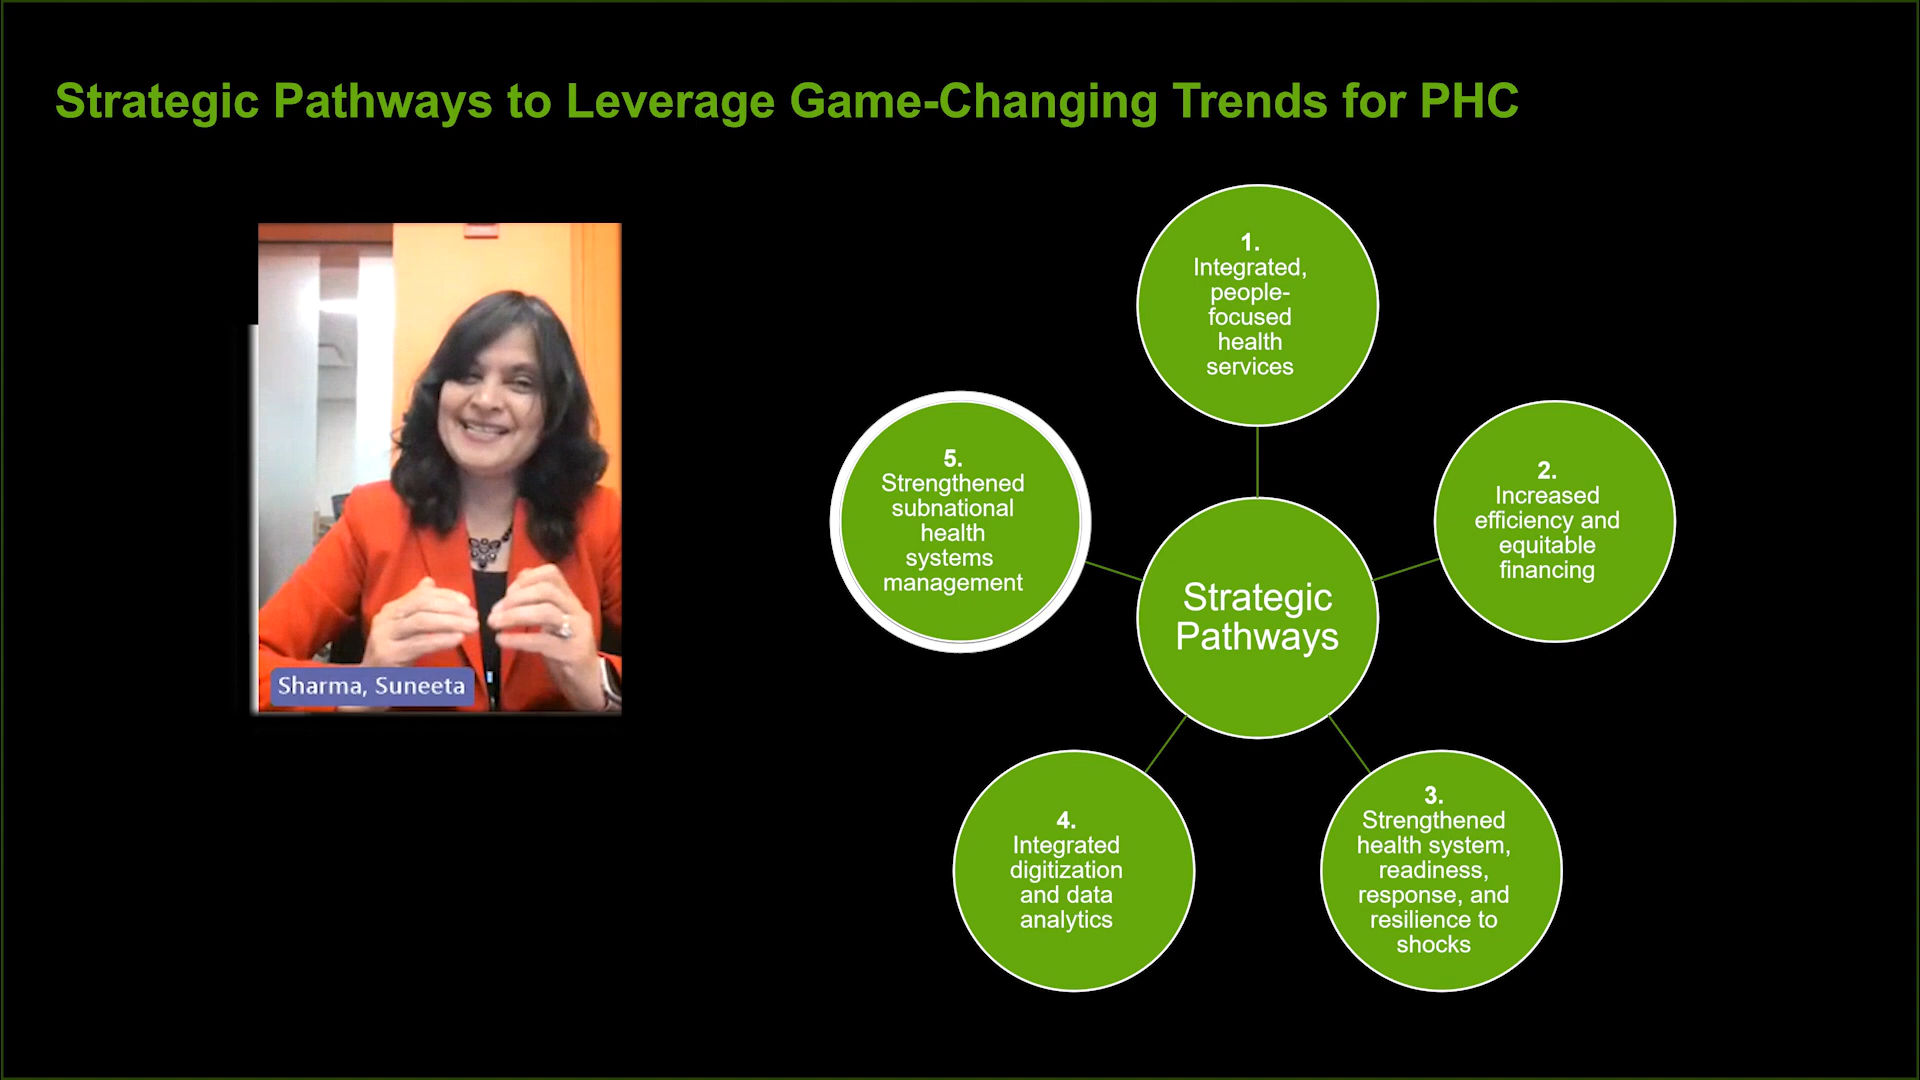 Strategic Pathways to Leverage Game-Changing Trends for PHC
Sharma, Suneeta
1.
Integrated,
people-
focused
health
services
2.
Increased
efficiency and
equitable
financing
3.
Strengthened
health system,
readiness,
response, and
resilience to
shocks
4.
Integrated
digitization
and data
analytics
5.
Strengthened
subnational
health
systems
management
Strategic
Pathways